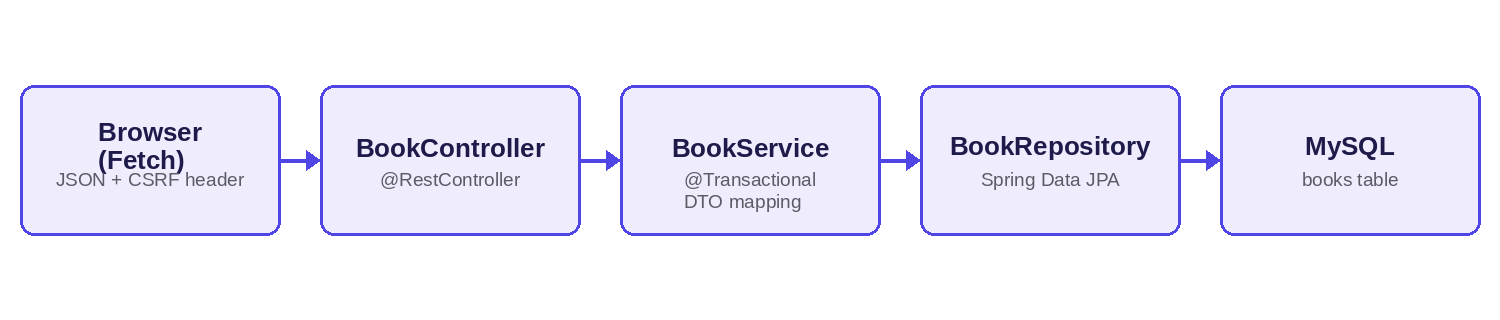 Browser
(Fetch)
JSON + CSRF header
BookController
@RestController
BookService
@Transactional
DTO mapping
BookRepository
Spring Data JPA
MySQL
books table